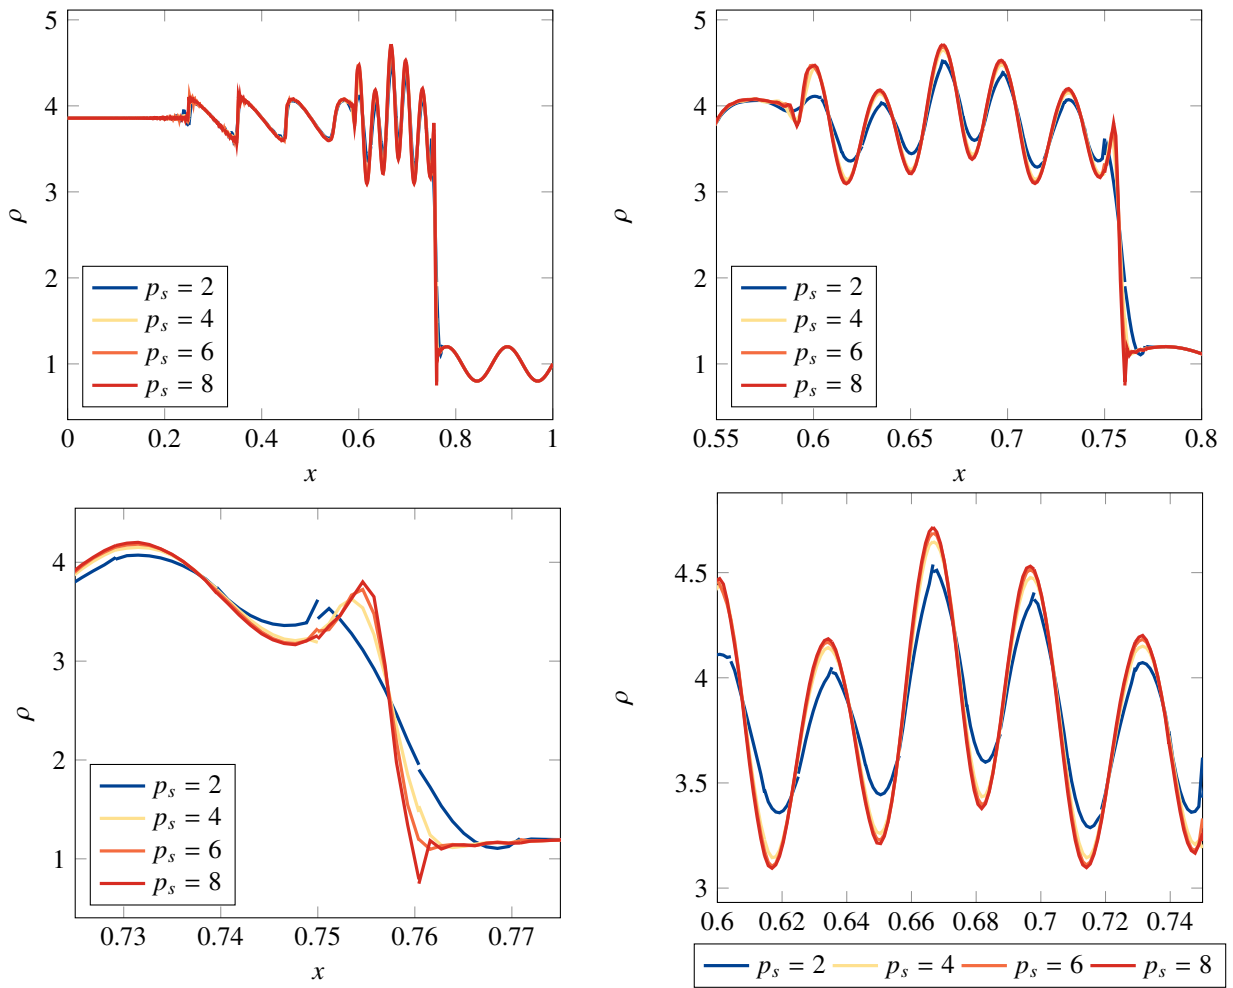 5
4
3
2
1
ρ
p_s = 2
p_s = 4
p_s = 6
p_s = 8
0 0.2 0.4 0.6 0.8 1
x
5
4
3
2
1
ρ
p_s = 2
p_s = 4
p_s = 6
p_s = 8
0.55 0.6 0.65 0.7 0.75 0.8
x
4
3
2
1
ρ
p_s = 2
p_s = 4
p_s = 6
p_s = 8
0.73 0.74 0.75 0.76 0.77
x
4.5
4
3.5
3
ρ
0.6 0.62 0.64 0.66 0.68 0.7 0.72 0.74
p_s = 2 p_s = 4 p_s = 6 p_s = 8